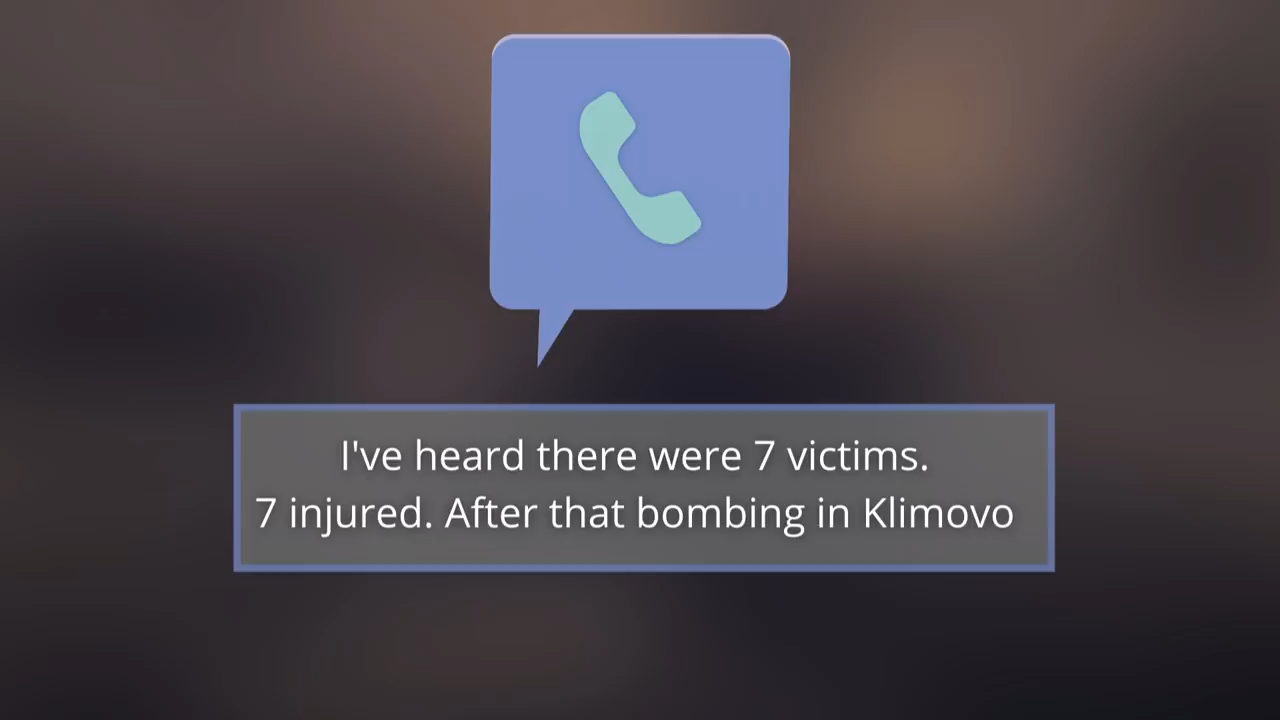 I've heard there were 7 victims.
7 injured. After that bombing in Klimovo